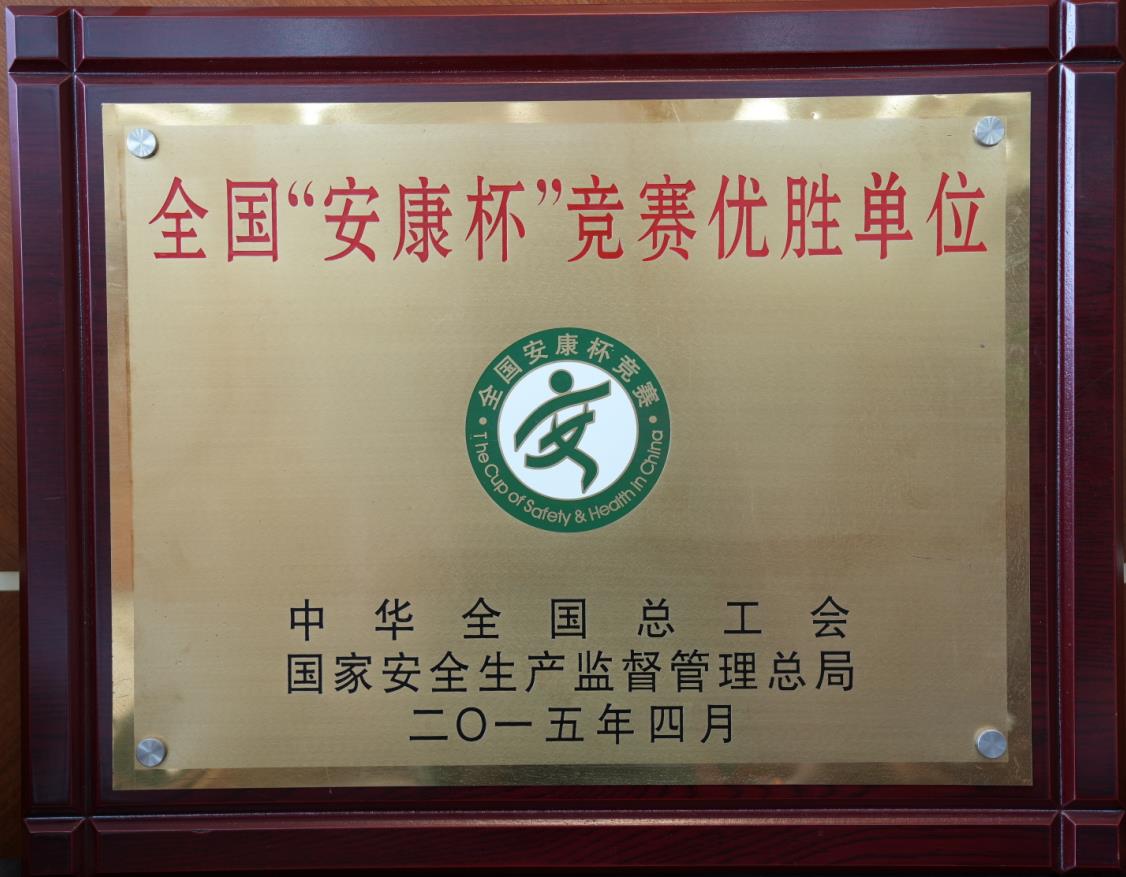 全国“安康杯”竞赛优胜单位
全国安康杯竞赛
The Cup of Safety & Health in China
中华全国总工会
国家安全生产监督管理总局
二〇一五年四月